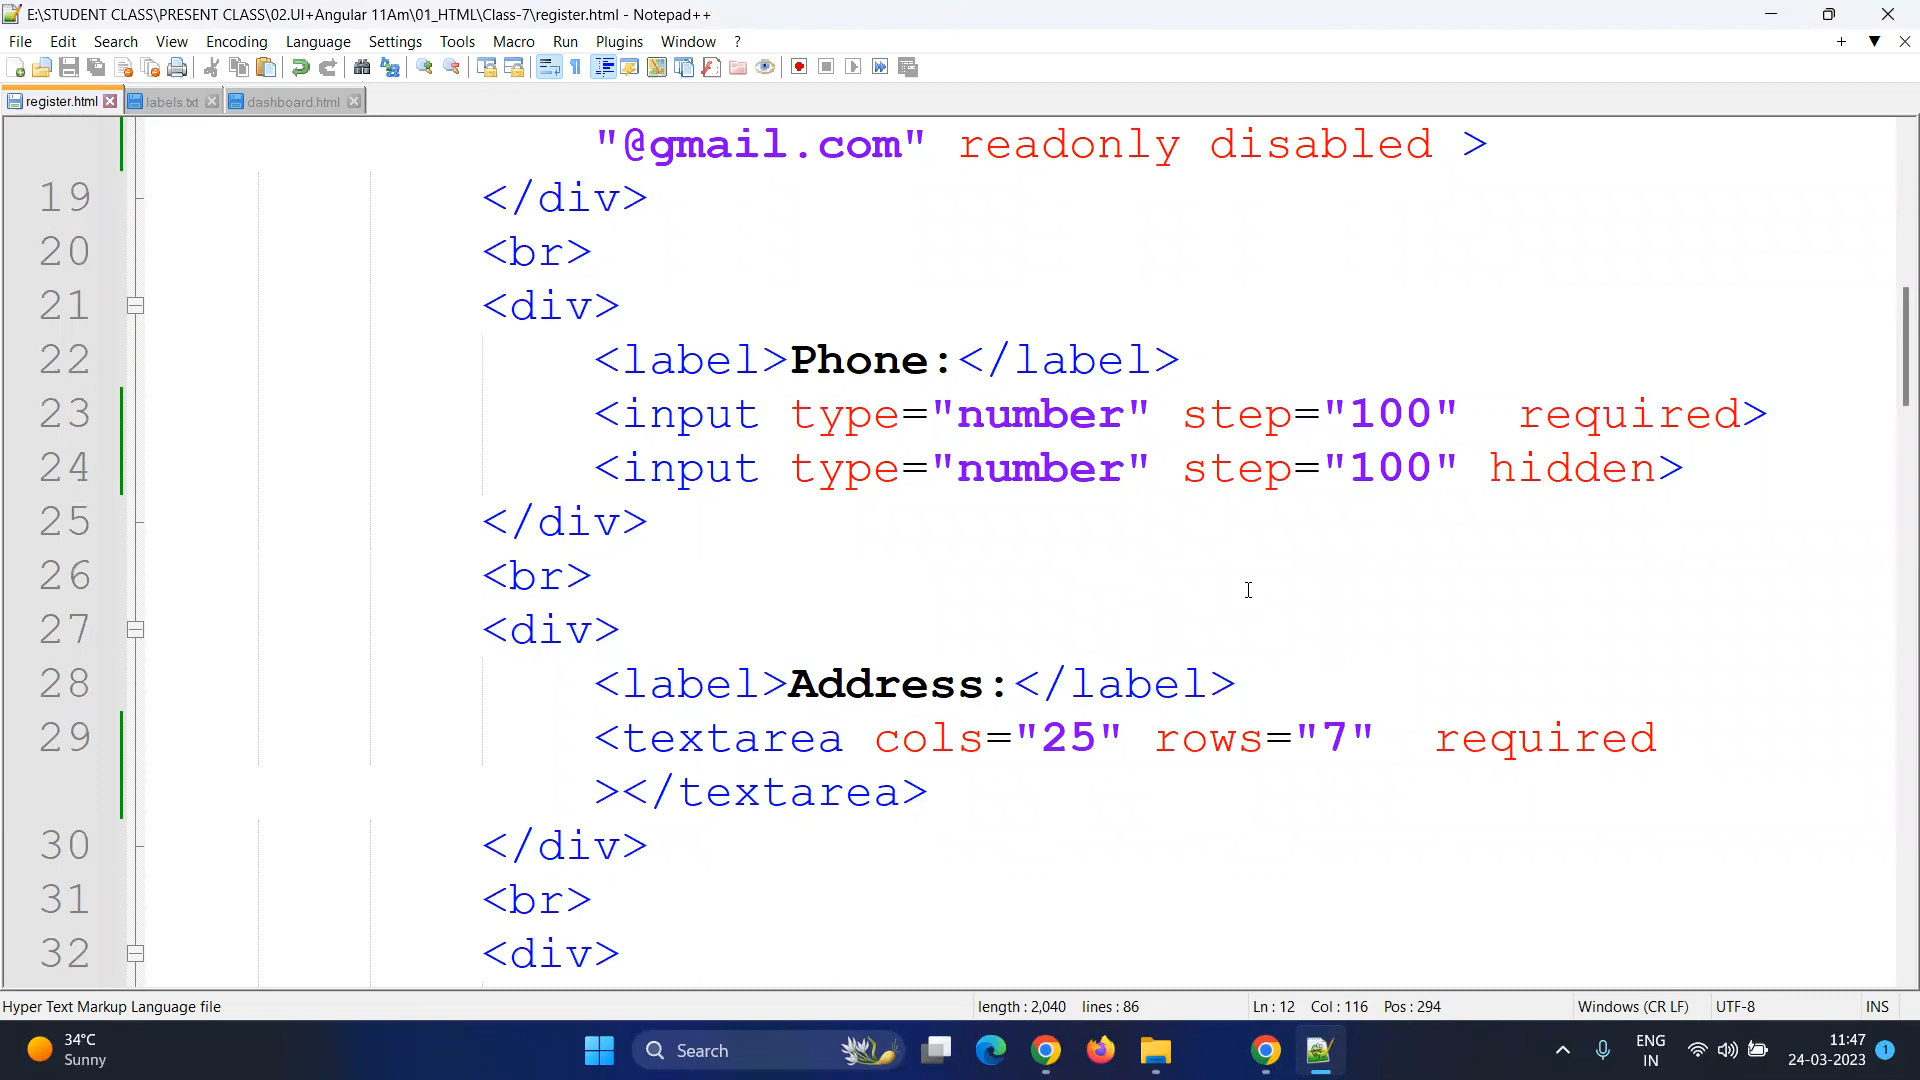 E:\STUDENT CLASS\PRESENT CLASS\02.UI+Angular 11Am\01_HTML\Class-7\register.html - Notepad++
File Edit Search View Encoding Language Settings Tools Macro Run Plugins Window ?
register.html labels.txt dashboard.html
"@gmail.com" readonly disabled >
19 </div>
20 <br>
21 <div>
22 <label>Phone:</label>
23 <input type="number" step="100"  required>
24 <input type="number" step="100" hidden>
25 </div>
26 <br>
27 <div>
28 <label>Address:</label>
29 <textarea cols="25" rows="7"  required
></textarea>
30 </div>
31 <br>
32 <div>
Hyper Text Markup Language file length : 2,040 lines : 86 Ln : 12 Col : 116 Pos : 294 Windows (CR LF) UTF-8 INS
34°C
Sunny
Search
ENG
IN
11:47
24-03-2023
1